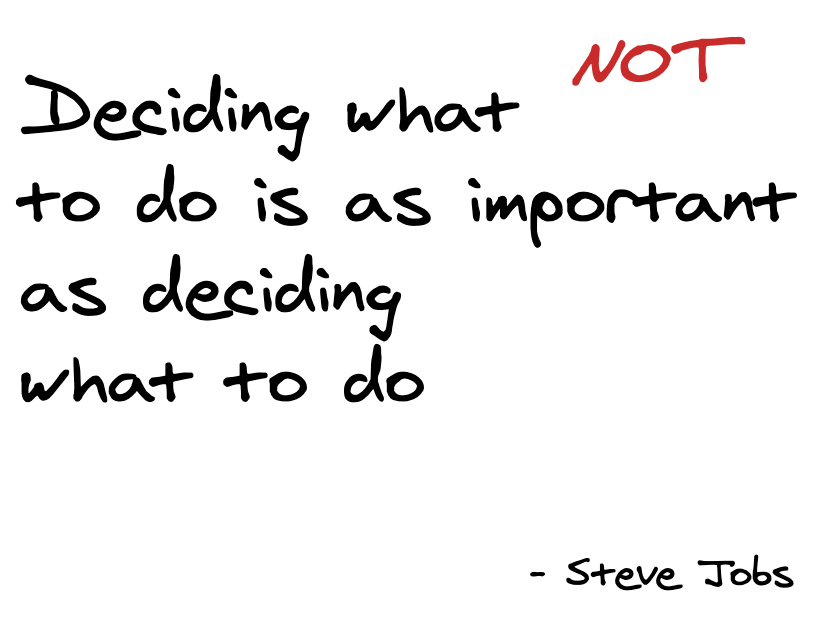 NOT
Deciding what
to do is as important
as deciding
what to do
- Steve Jobs